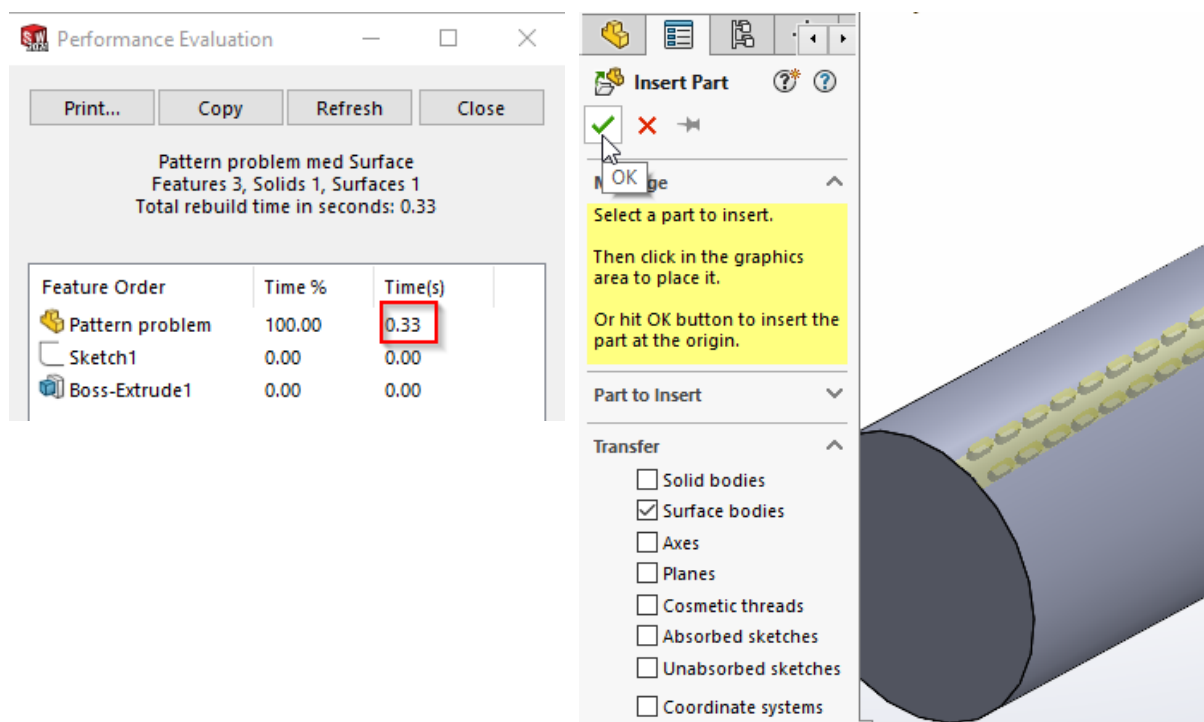 Performance Evaluation
Print...
Copy
Refresh
Close
Pattern problem med Surface
Features 3, Solids 1, Surfaces 1
Total rebuild time in seconds: 0.33
Feature Order Time % Time(s)
Pattern problem 100.00 0.33
Sketch1 0.00 0.00
Boss-Extrude1 0.00 0.00
Insert Part
OK
Select a part to insert.
Then click in the graphics
area to place it.
Or hit OK button to insert the
part at the origin.
Part to Insert
Transfer
Solid bodies
Surface bodies
Axes
Planes
Cosmetic threads
Absorbed sketches
Unabsorbed sketches
Coordinate systems